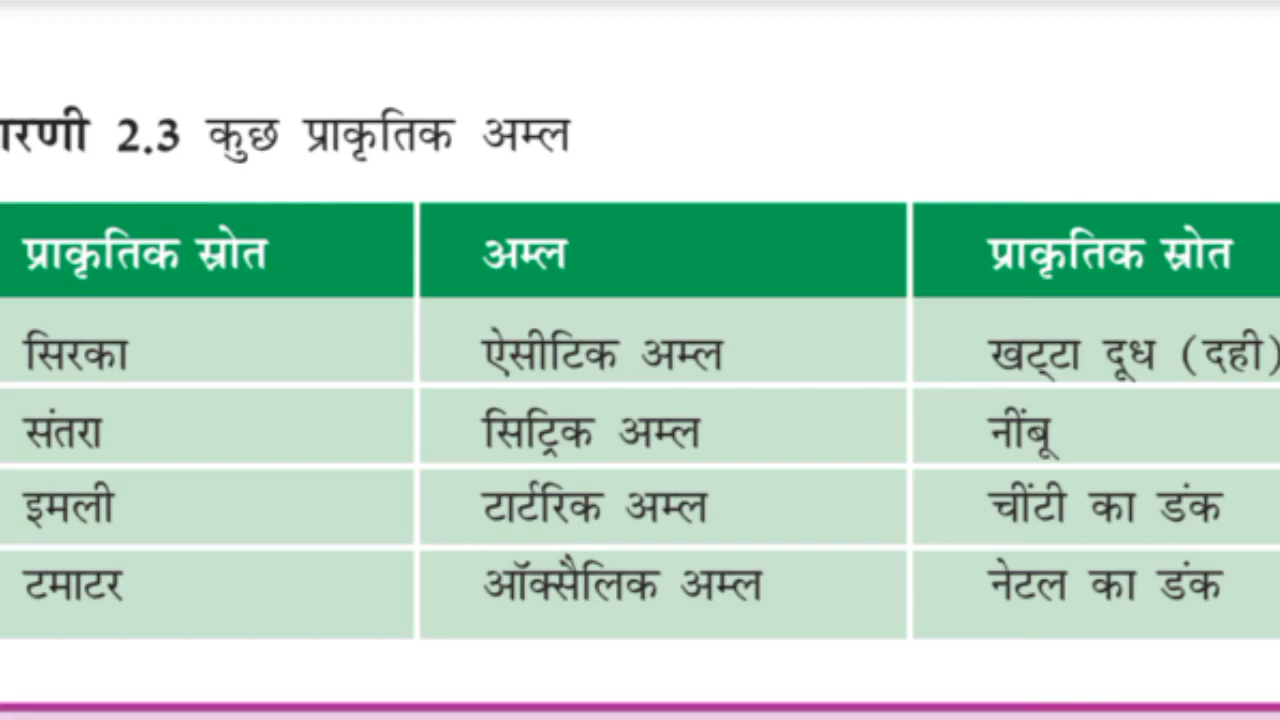 ारणी 2.3 कुछ प्राकृतिक अम्ल
प्राकृतिक स्रोत अम्ल प्राकृतिक स्रोत
सिरका ऐसीटिक अम्ल खट्टा दूध (दही)
संतरा सिट्रिक अम्ल नींबू
इमली टार्टरिक अम्ल चींटी का डंक
टमाटर ऑक्सैलिक अम्ल नेटल का डंक